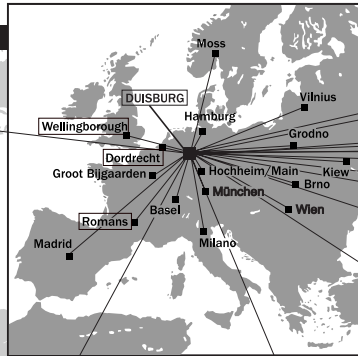 Moss
DUISBURG
Vilnius
Hamburg
Wellingborough
Grodno
Dordrecht
Groot Bijgaarden
Hochheim/Main
Kiew
München
Brno
Basel
Wien
Romans
Madrid
Milano